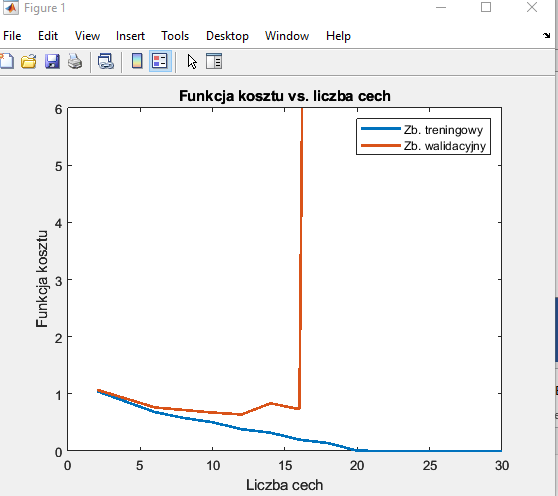 Figure 1
File Edit View Insert Tools Desktop Window Help
Funkcja kosztu vs. liczba cech
Zb. treningowy
Zb. walidacyjny
Funkcja kosztu
6
5
4
3
2
1
0
0 5 10 15 20 25 30
Liczba cech